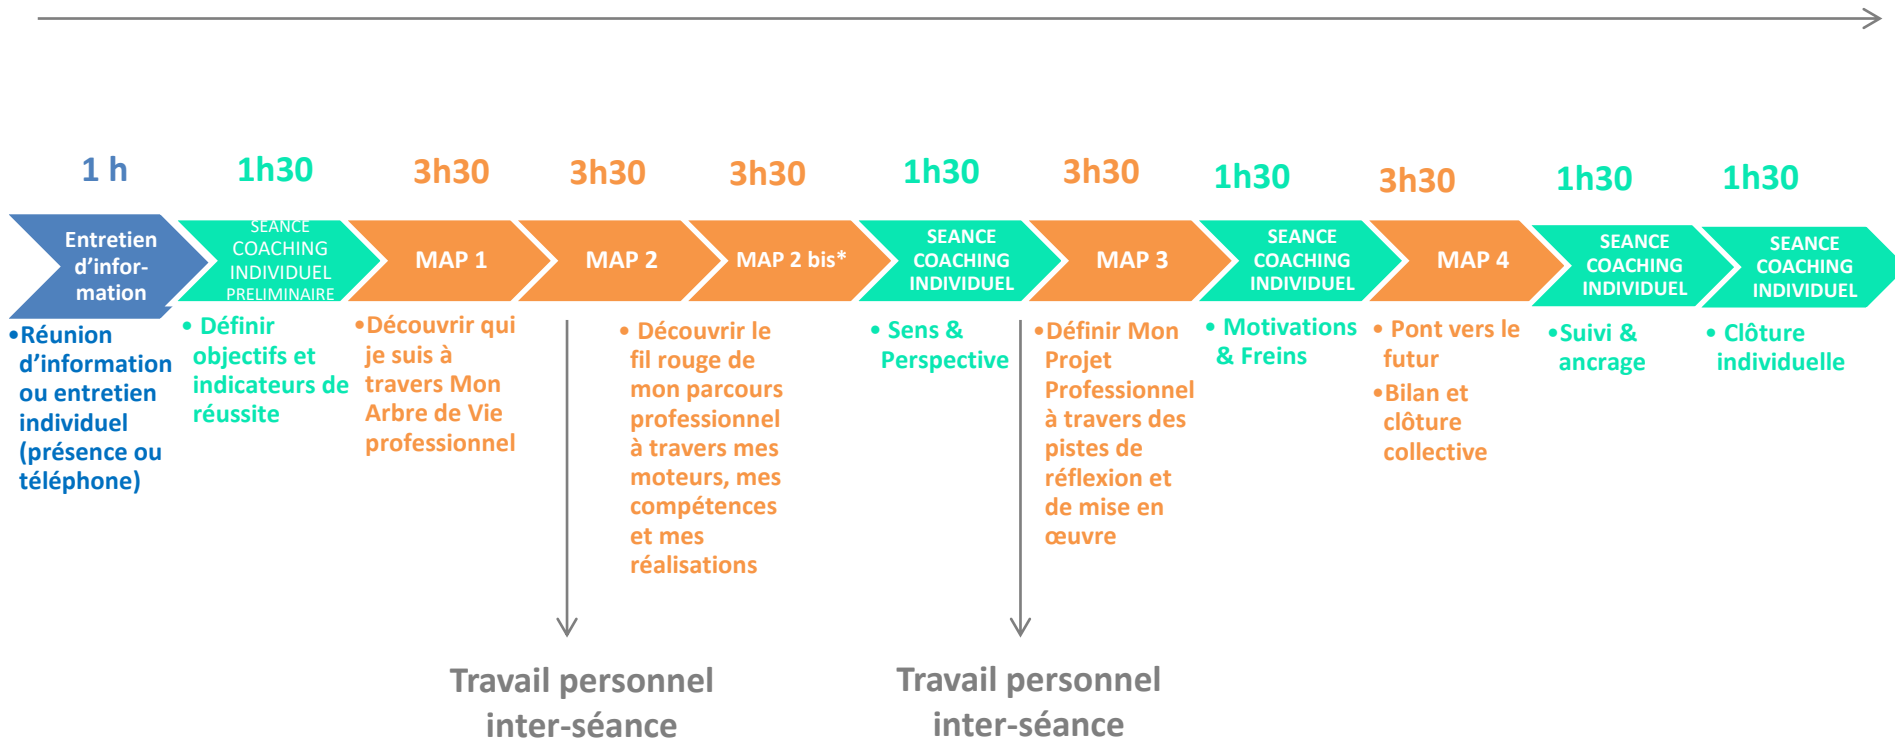 1 h
1h30
3h30
3h30
3h30
1h30
3h30
1h30
3h30
1h30
1h30
Entretien
d’infor-
mation
SEANCE
COACHING
INDIVIDUEL
PRELIMINAIRE
MAP 1
MAP 2
MAP 2 bis*
SEANCE
COACHING
INDIVIDUEL
MAP 3
SEANCE
COACHING
INDIVIDUEL
MAP 4
SEANCE
COACHING
INDIVIDUEL
SEANCE
COACHING
INDIVIDUEL
•Réunion
d’information
ou entretien
individuel
(présence ou
téléphone)
• Définir
objectifs et
indicateurs de
réussite
•Découvrir qui
je suis à
travers Mon
Arbre de Vie
professionnel
• Découvrir le
fil rouge de
mon parcours
professionnel
à travers mes
moteurs, mes
compétences
et mes
réalisations
• Sens &
Perspective
•Définir Mon
Projet
Professionnel
à travers des
pistes de
réflexion et
de mise en
œuvre
• Motivations
& Freins
• Pont vers le
futur
•Bilan et
clôture
collective
•Suivi &
ancrage
• Clôture
individuelle
Travail personnel
inter-séance
Travail personnel
inter-séance